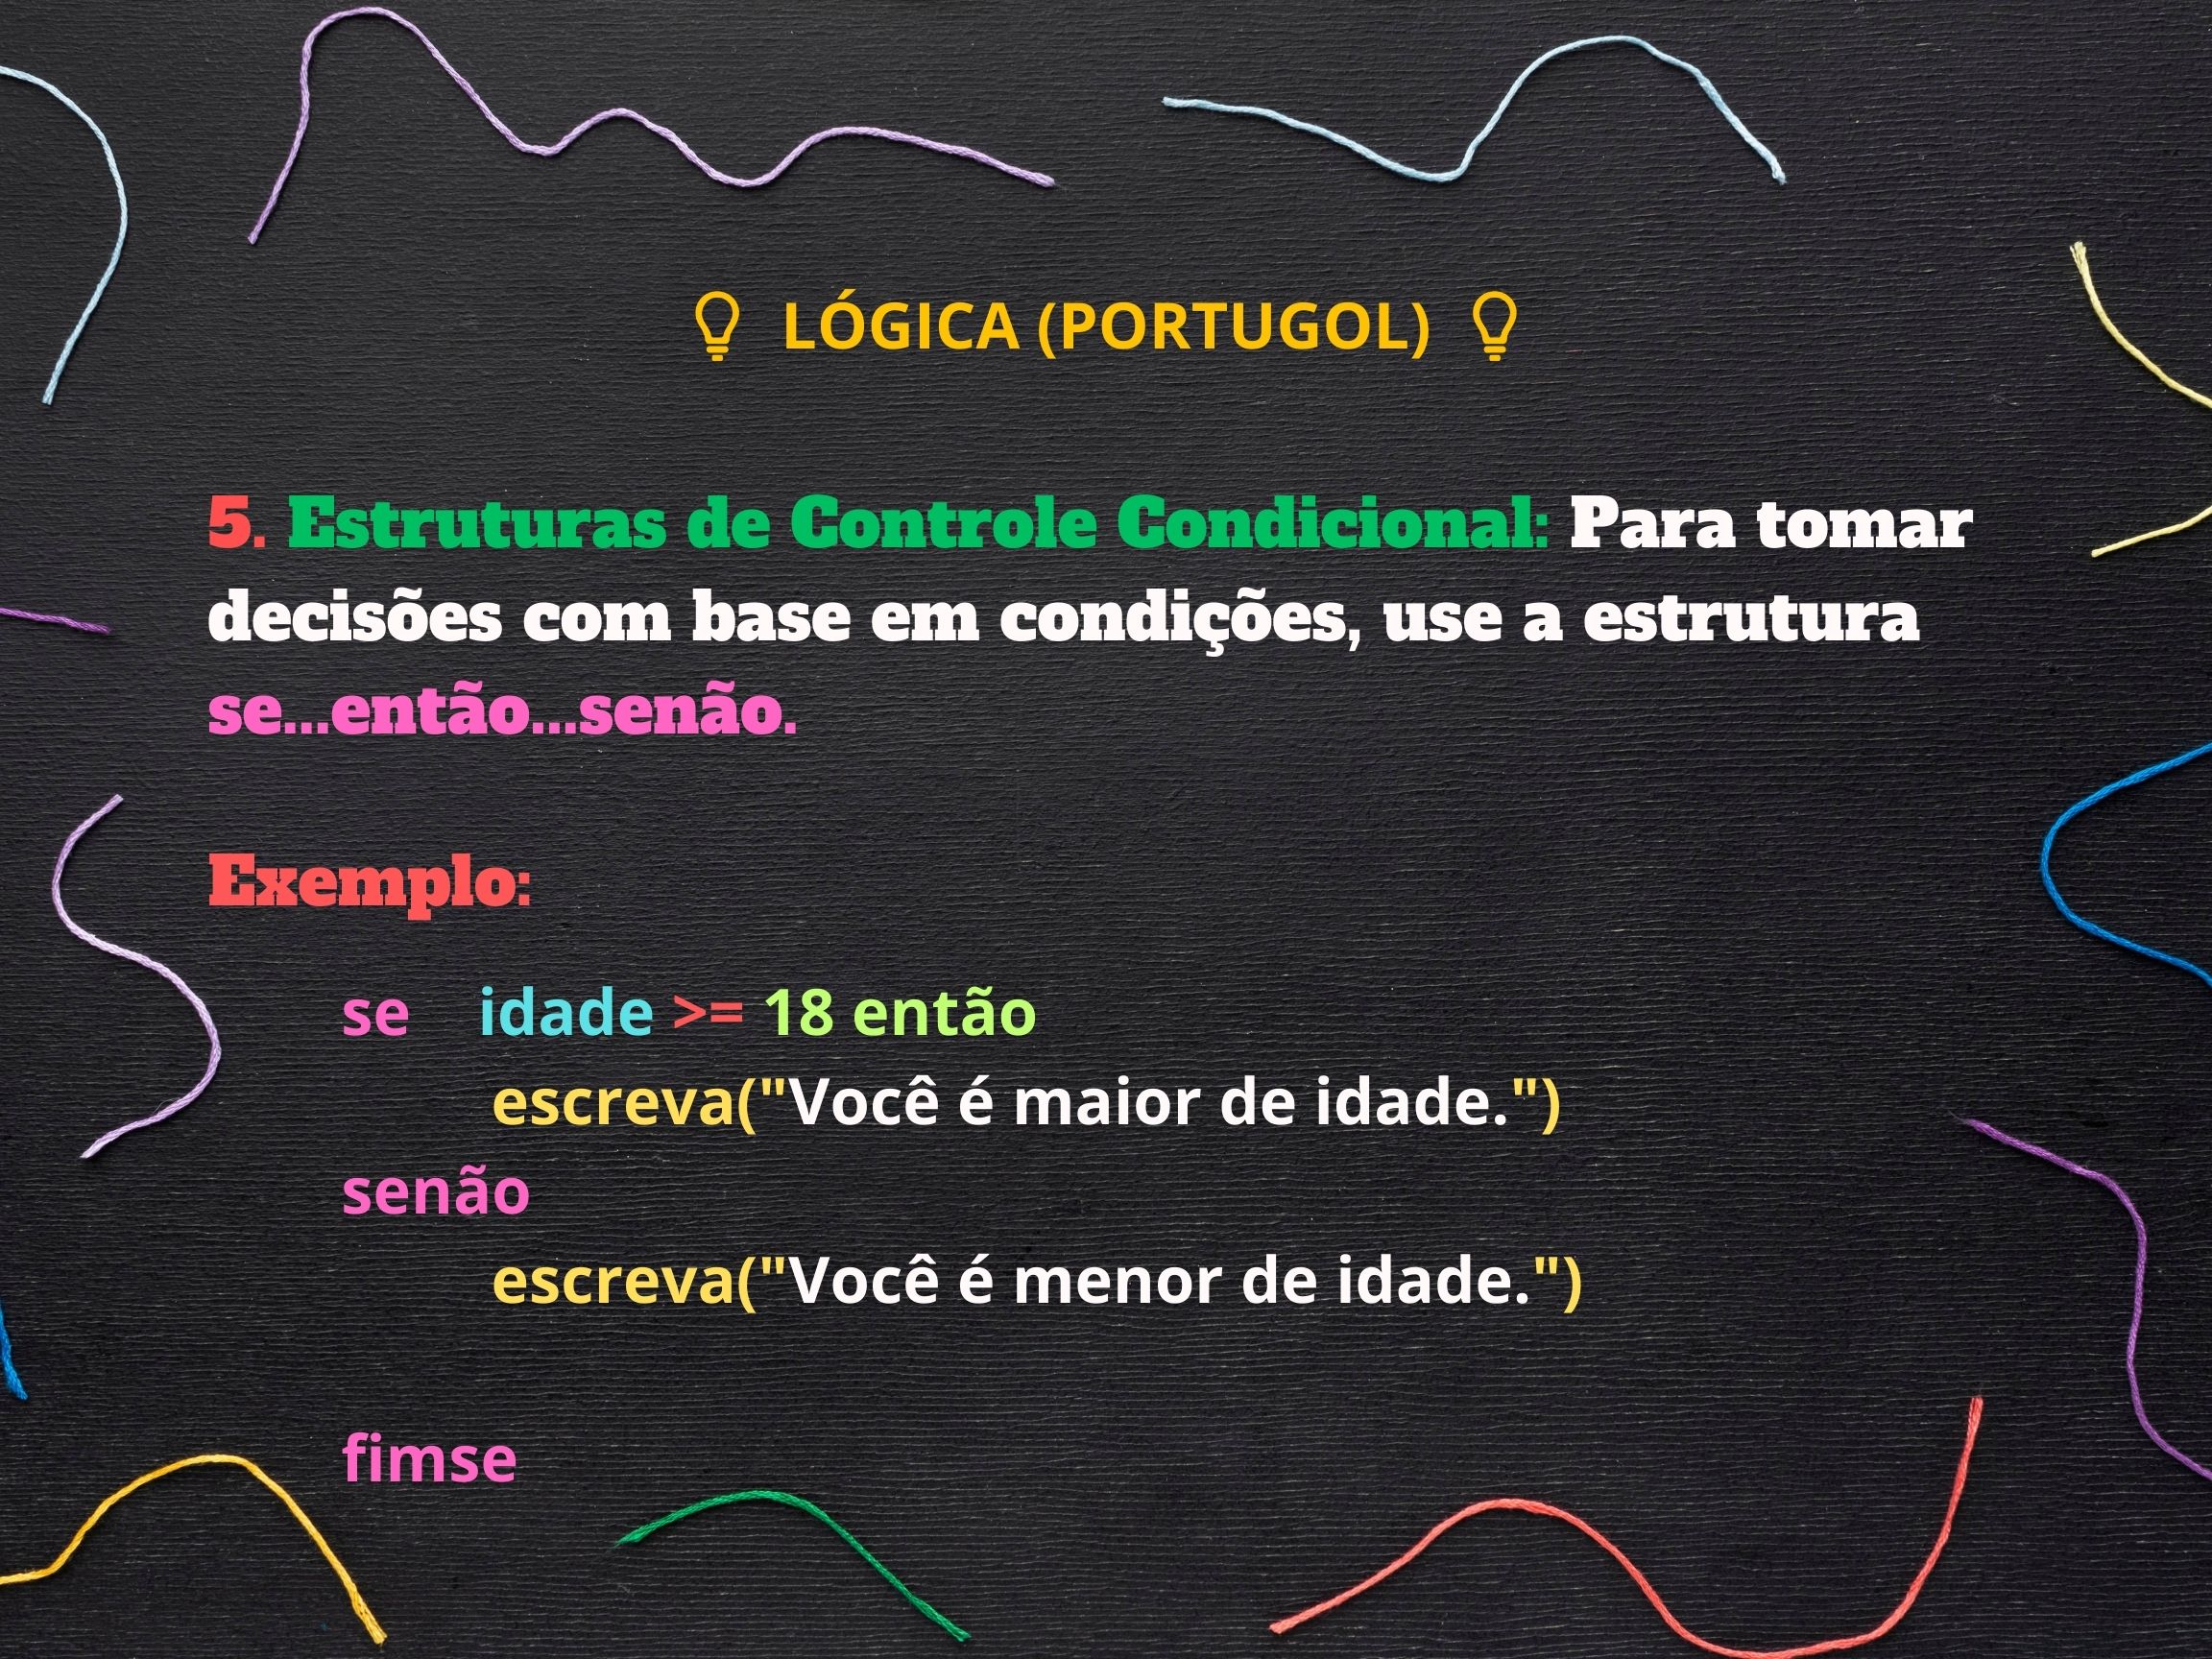 LÓGICA (PORTUGOL)
5. Estruturas de Controle Condicional: Para tomar
decisões com base em condições, use a estrutura
se...então...senão.
Exemplo:
se idade >= 18 então
escreva("Você é maior de idade.")
senão
escreva("Você é menor de idade.")
fimse